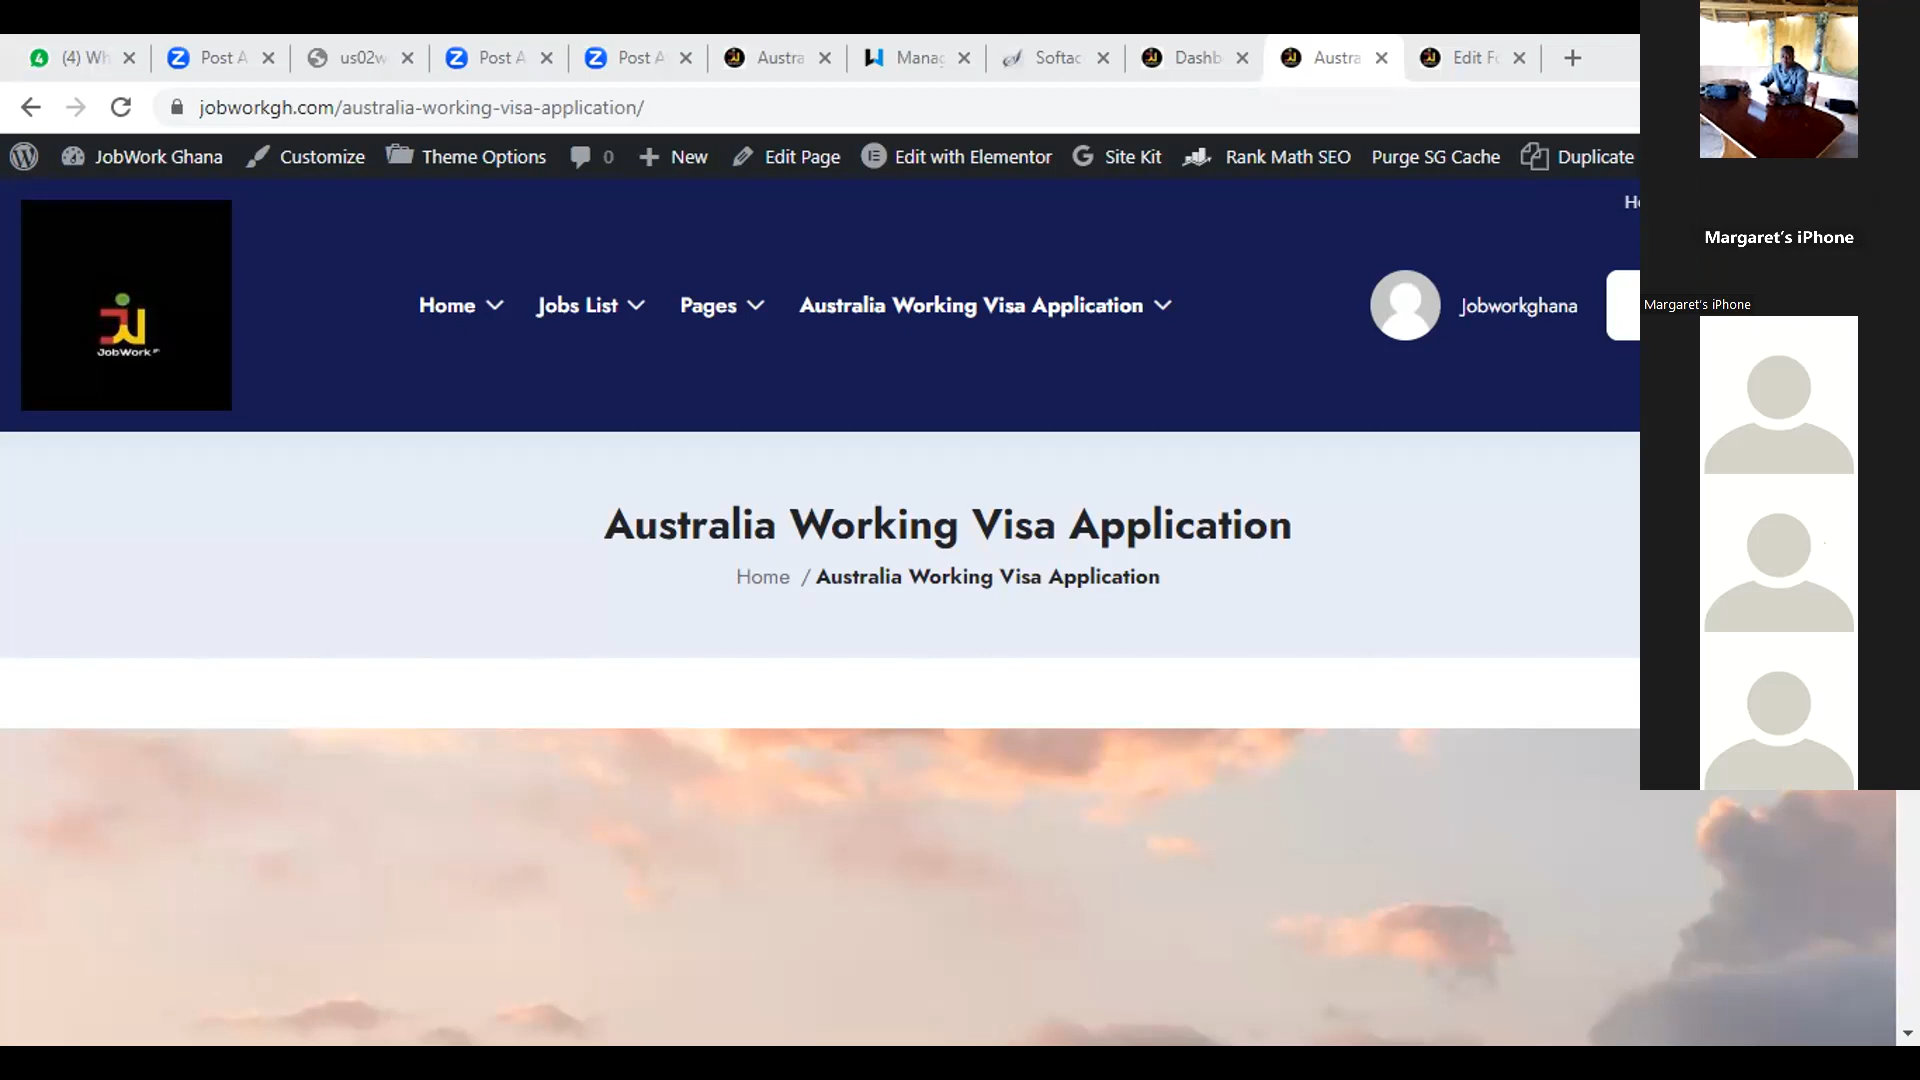 (4) Wh
Post A
us02w
Post A
Post A
Austra
Manag
Softac
Dashb
Austra
Edit Fo
jobworkgh.com/australia-working-visa-application/
JobWork Ghana
Customize
Theme Options
0
New
Edit Page
Edit with Elementor
Site Kit
Rank Math SEO
Purge SG Cache
Duplicate
JobWork
Home
Jobs List
Pages
Australia Working Visa Application
Jobworkghana
Margaret's iPhone
Margaret's iPhone
Australia Working Visa Application
Home / Australia Working Visa Application